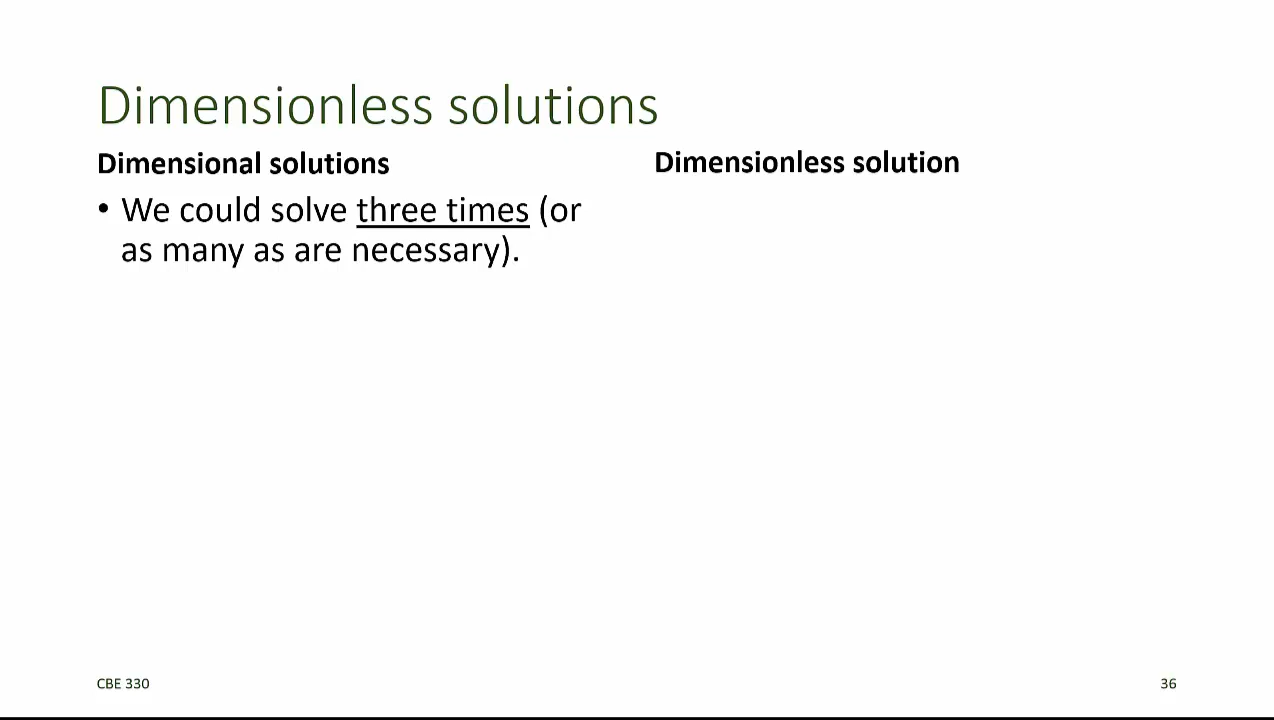 Dimensionless solutions
Dimensional solutions
• We could solve three times (or
as many as are necessary).
Dimensionless solution
CBE 330
36